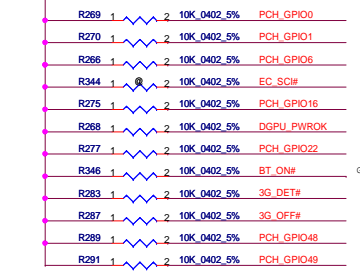 R269 1 2 10K_0402_5% PCH_GPIO0
R270 1 2 10K_0402_5% PCH_GPIO1
R266 1 2 10K_0402_5% PCH_GPIO6
R344 1 @ 2 10K_0402_5% EC_SCI#
R275 1 2 10K_0402_5% PCH_GPIO16
R268 1 2 10K_0402_5% DGPU_PWROK
R277 1 2 10K_0402_5% PCH_GPIO22
R346 1 2 10K_0402_5% BT_ON#
R283 1 2 10K_0402_5% 3G_DET#
R287 1 2 10K_0402_5% 3G_OFF#
R289 1 2 10K_0402_5% PCH_GPIO48
R291 1 2 10K_0402_5% PCH_GPIO49